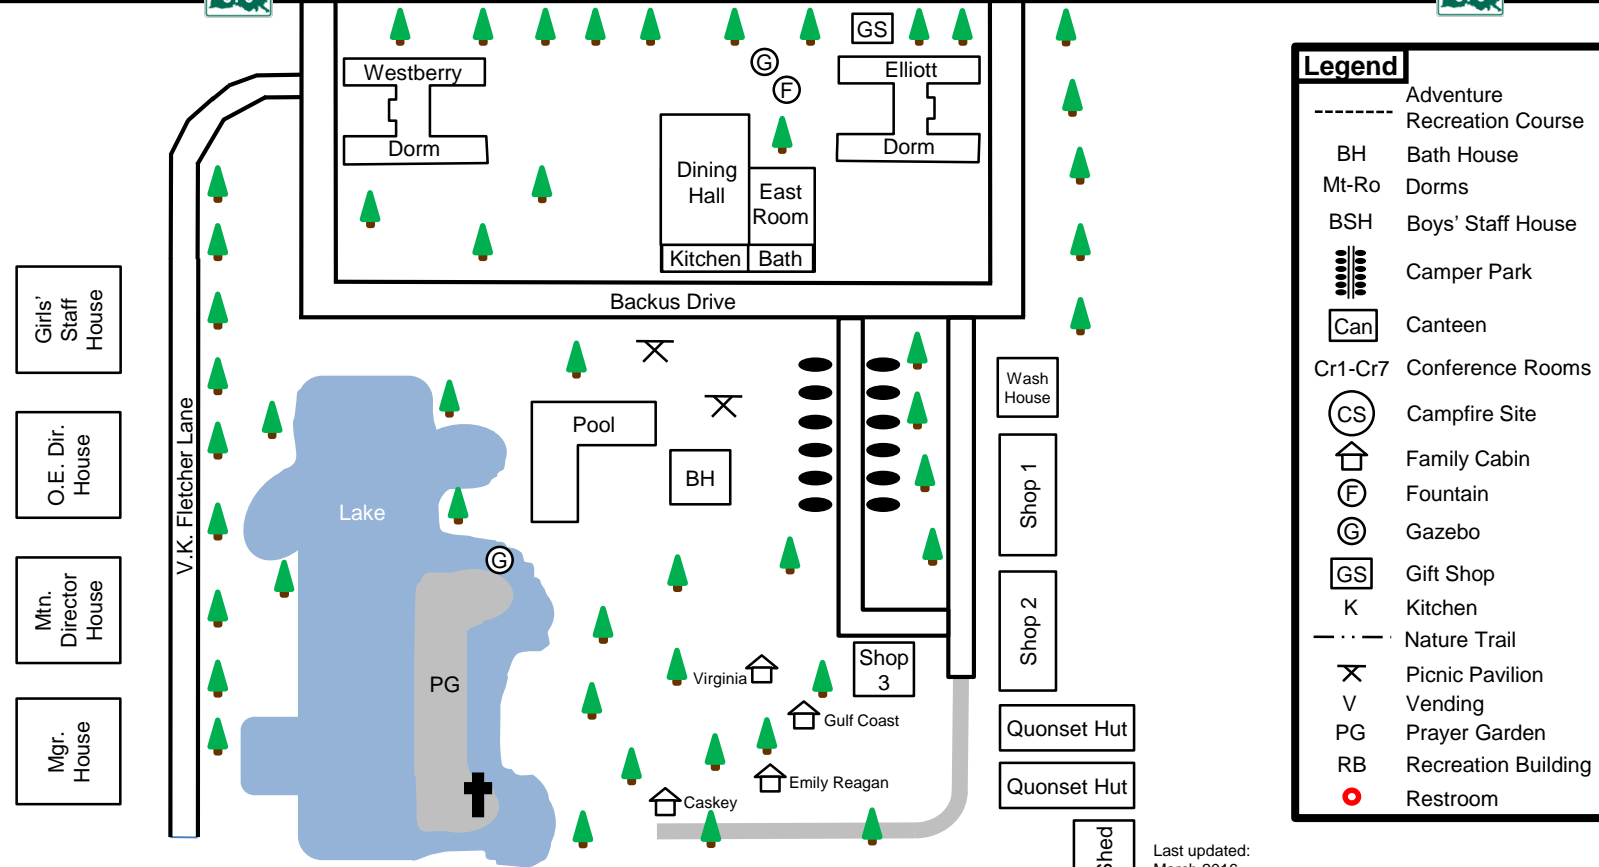 GS
G
Westberry
Elliott
F
Dorm
Dorm
Dining
Hall
East
Room
Kitchen
Bath
Backus Drive
Girls'
Staff
House
O.E. Dir.
House
Mtn.
Director
House
Mgr.
House
V.K. Fletcher Lane
Lake
Pool
BH
G
PG
Wash
House
Shop 1
Shop 2
Shop
3
Virginia
Gulf Coast
Emily Reagan
Caskey
Quonset Hut
Quonset Hut
Last updated:
March 2016
Legend
Adventure
Recreation Course
BH Bath House
Mt-Ro Dorms
BSH Boys' Staff House
Camper Park
Can Canteen
Cr1-Cr7 Conference Rooms
CS Campfire Site
Family Cabin
F Fountain
G Gazebo
GS Gift Shop
K Kitchen
Nature Trail
Picnic Pavilion
V Vending
PG Prayer Garden
RB Recreation Building
Restroom